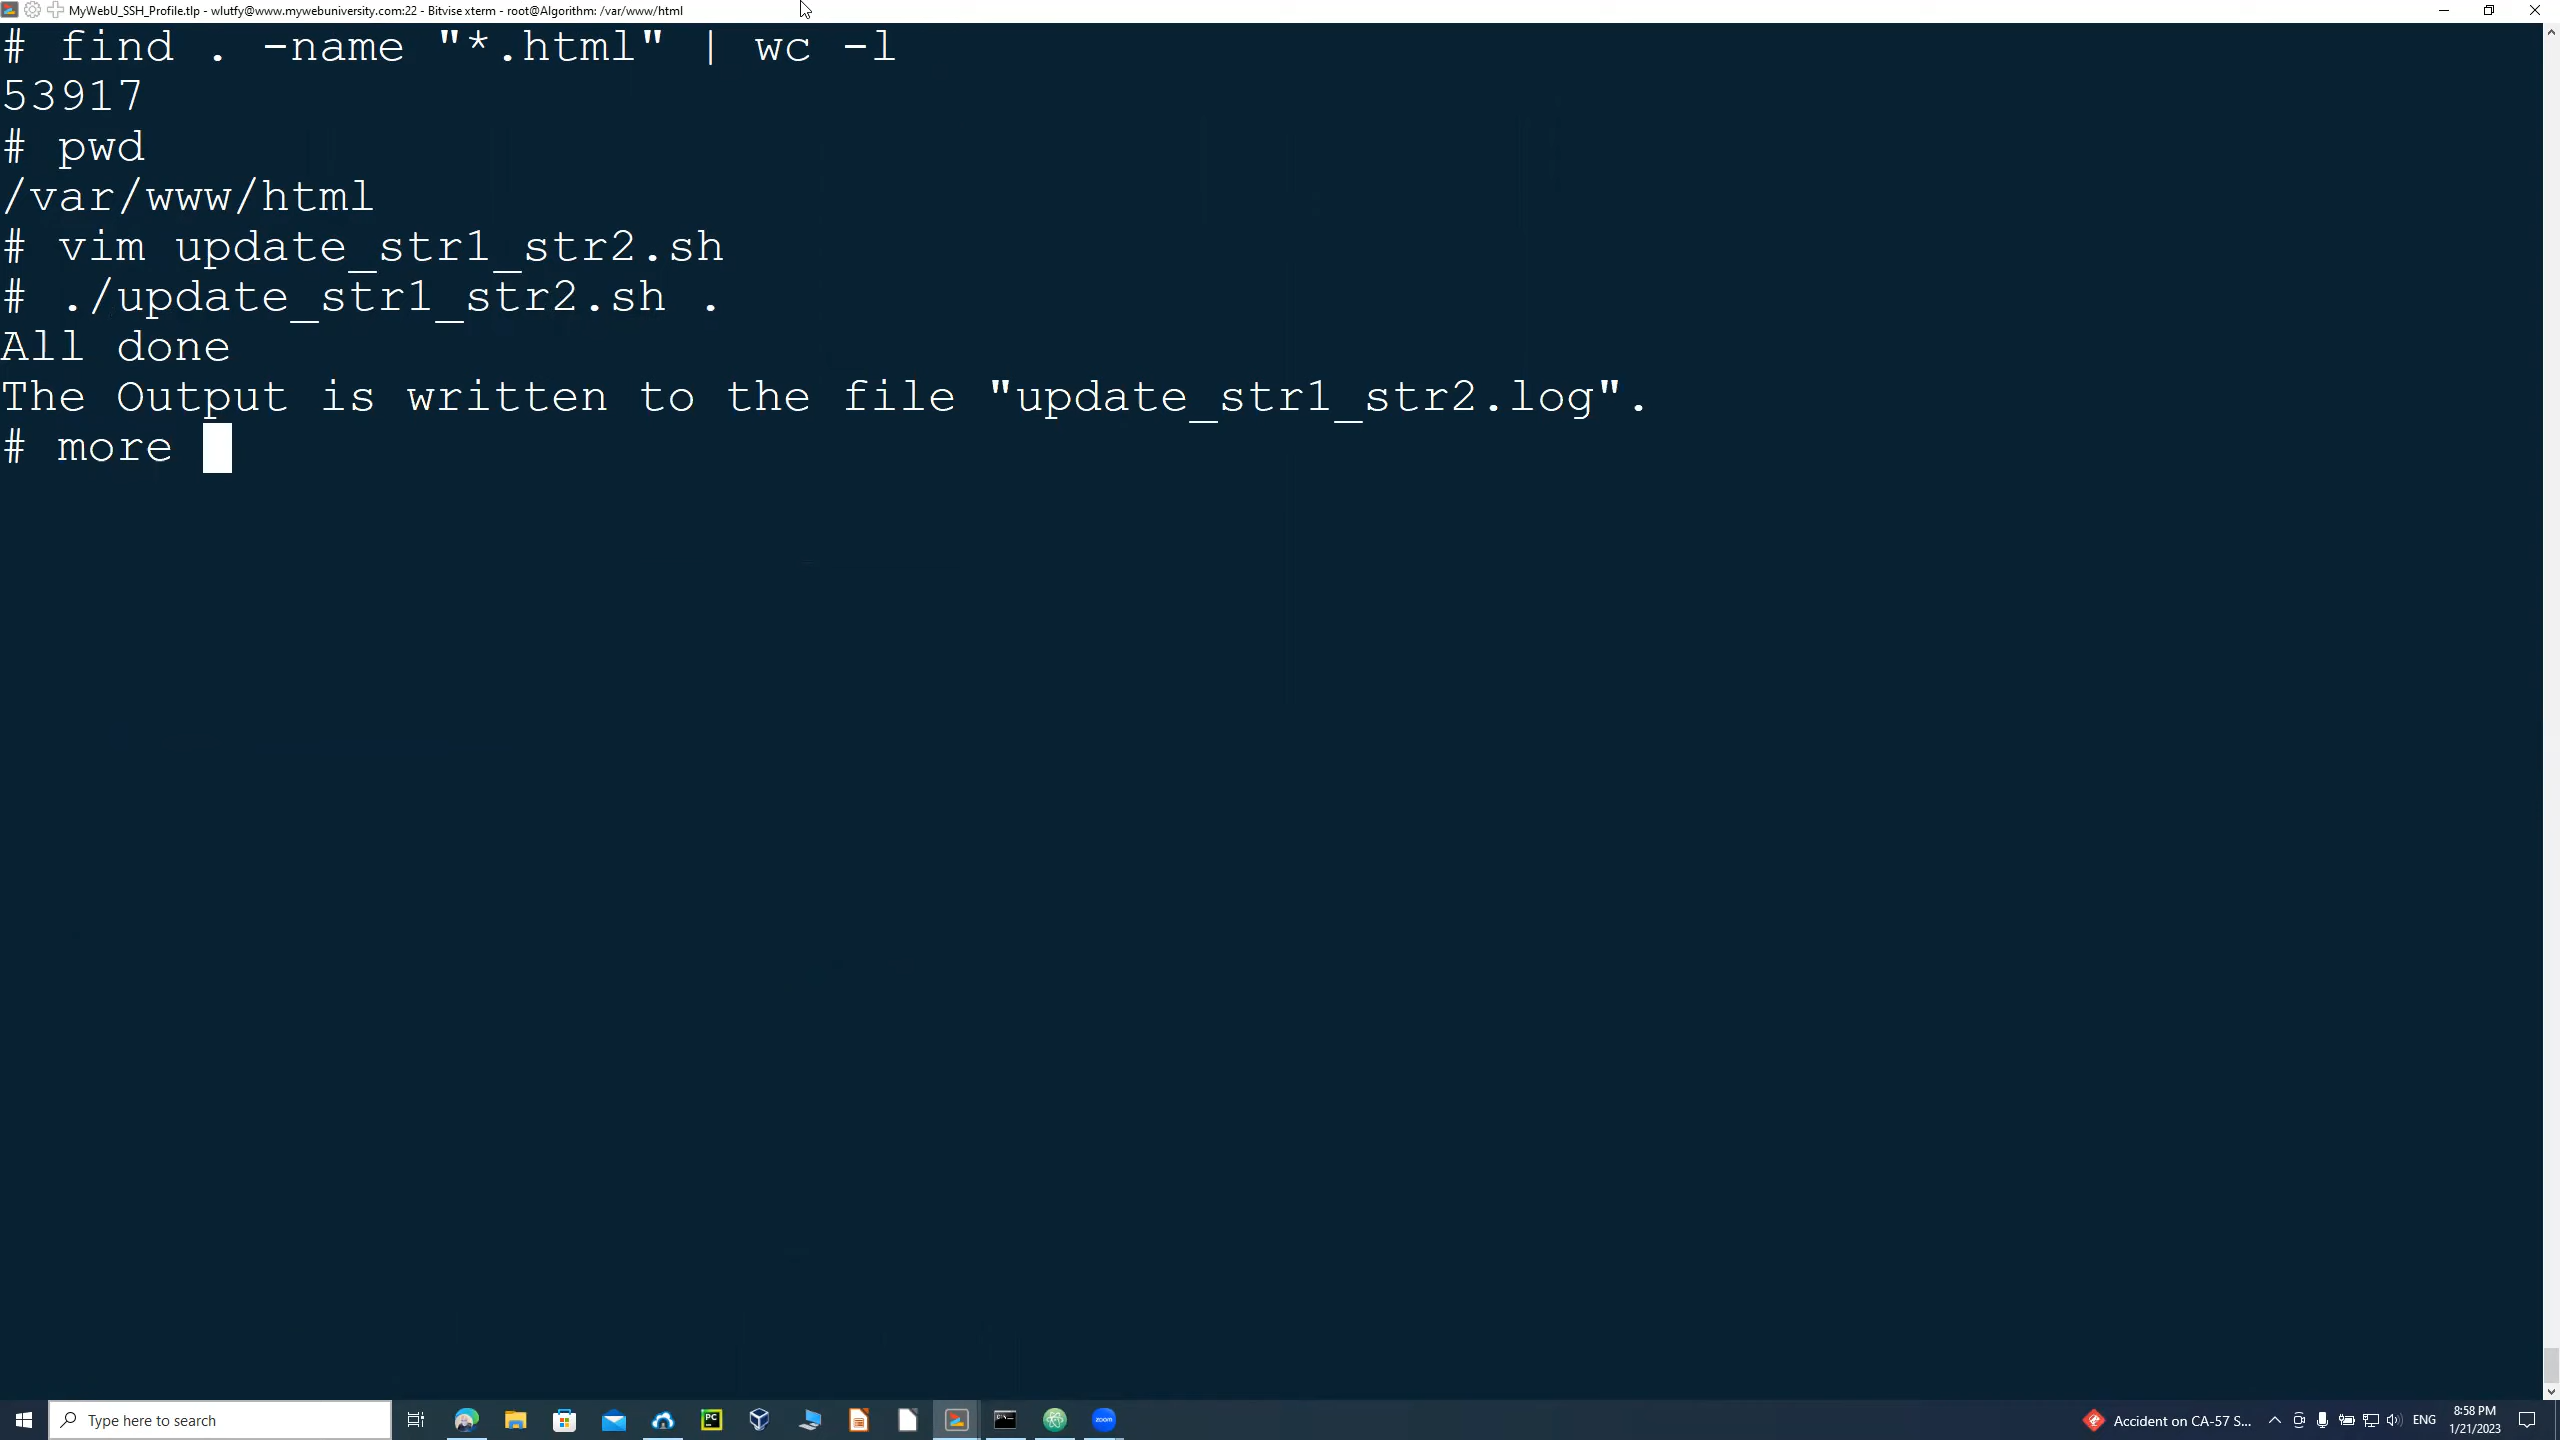 MyWebU_SSH_Profile.tlp - wlutfy@www.mywebuniversity.com:22 - Bitvise xterm - root@Algorithm: /var/www/html
# find . -name "*.html" | wc -l
53917
# pwd
/var/www/html
# vim update_str1_str2.sh
# ./update_str1_str2.sh .
All done
The Output is written to the file "update_str1_str2.log".
# more
Type here to search
PC
zoom
Accident on CA-57 S...
ENG
8:58 PM
1/21/2023